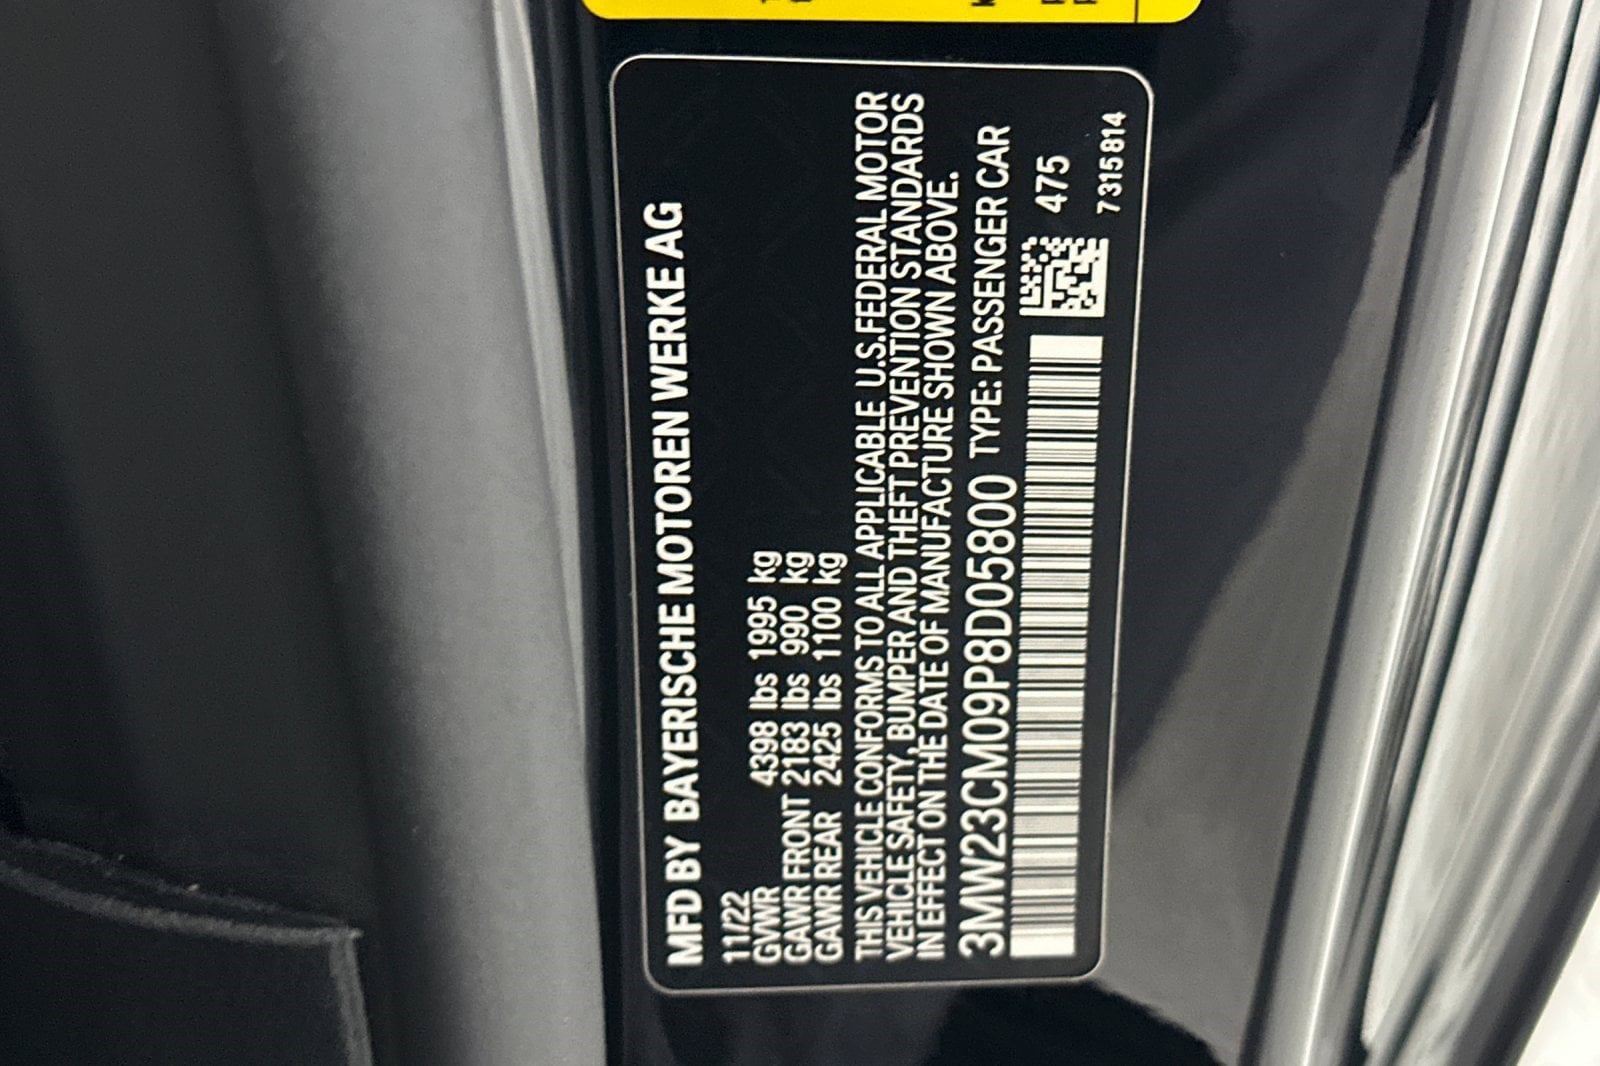 MFD BY BAYERISCHE MOTOREN WERKE AG
11/22
GVWR 4398 lbs 1995 kg
GAWR FRONT 2183 lbs 990 kg
GAWR REAR 2425 lbs 1100 kg
THIS VEHICLE CONFORMS TO ALL APPLICABLE U.S.FEDERAL MOTOR
VEHICLE SAFETY, BUMPER AND THEFT PREVENTION STANDARDS
IN EFFECT ON THE DATE OF MANUFACTURE SHOWN ABOVE.
3MW23CM09P8D05800 TYPE: PASSENGER CAR
475
7315814